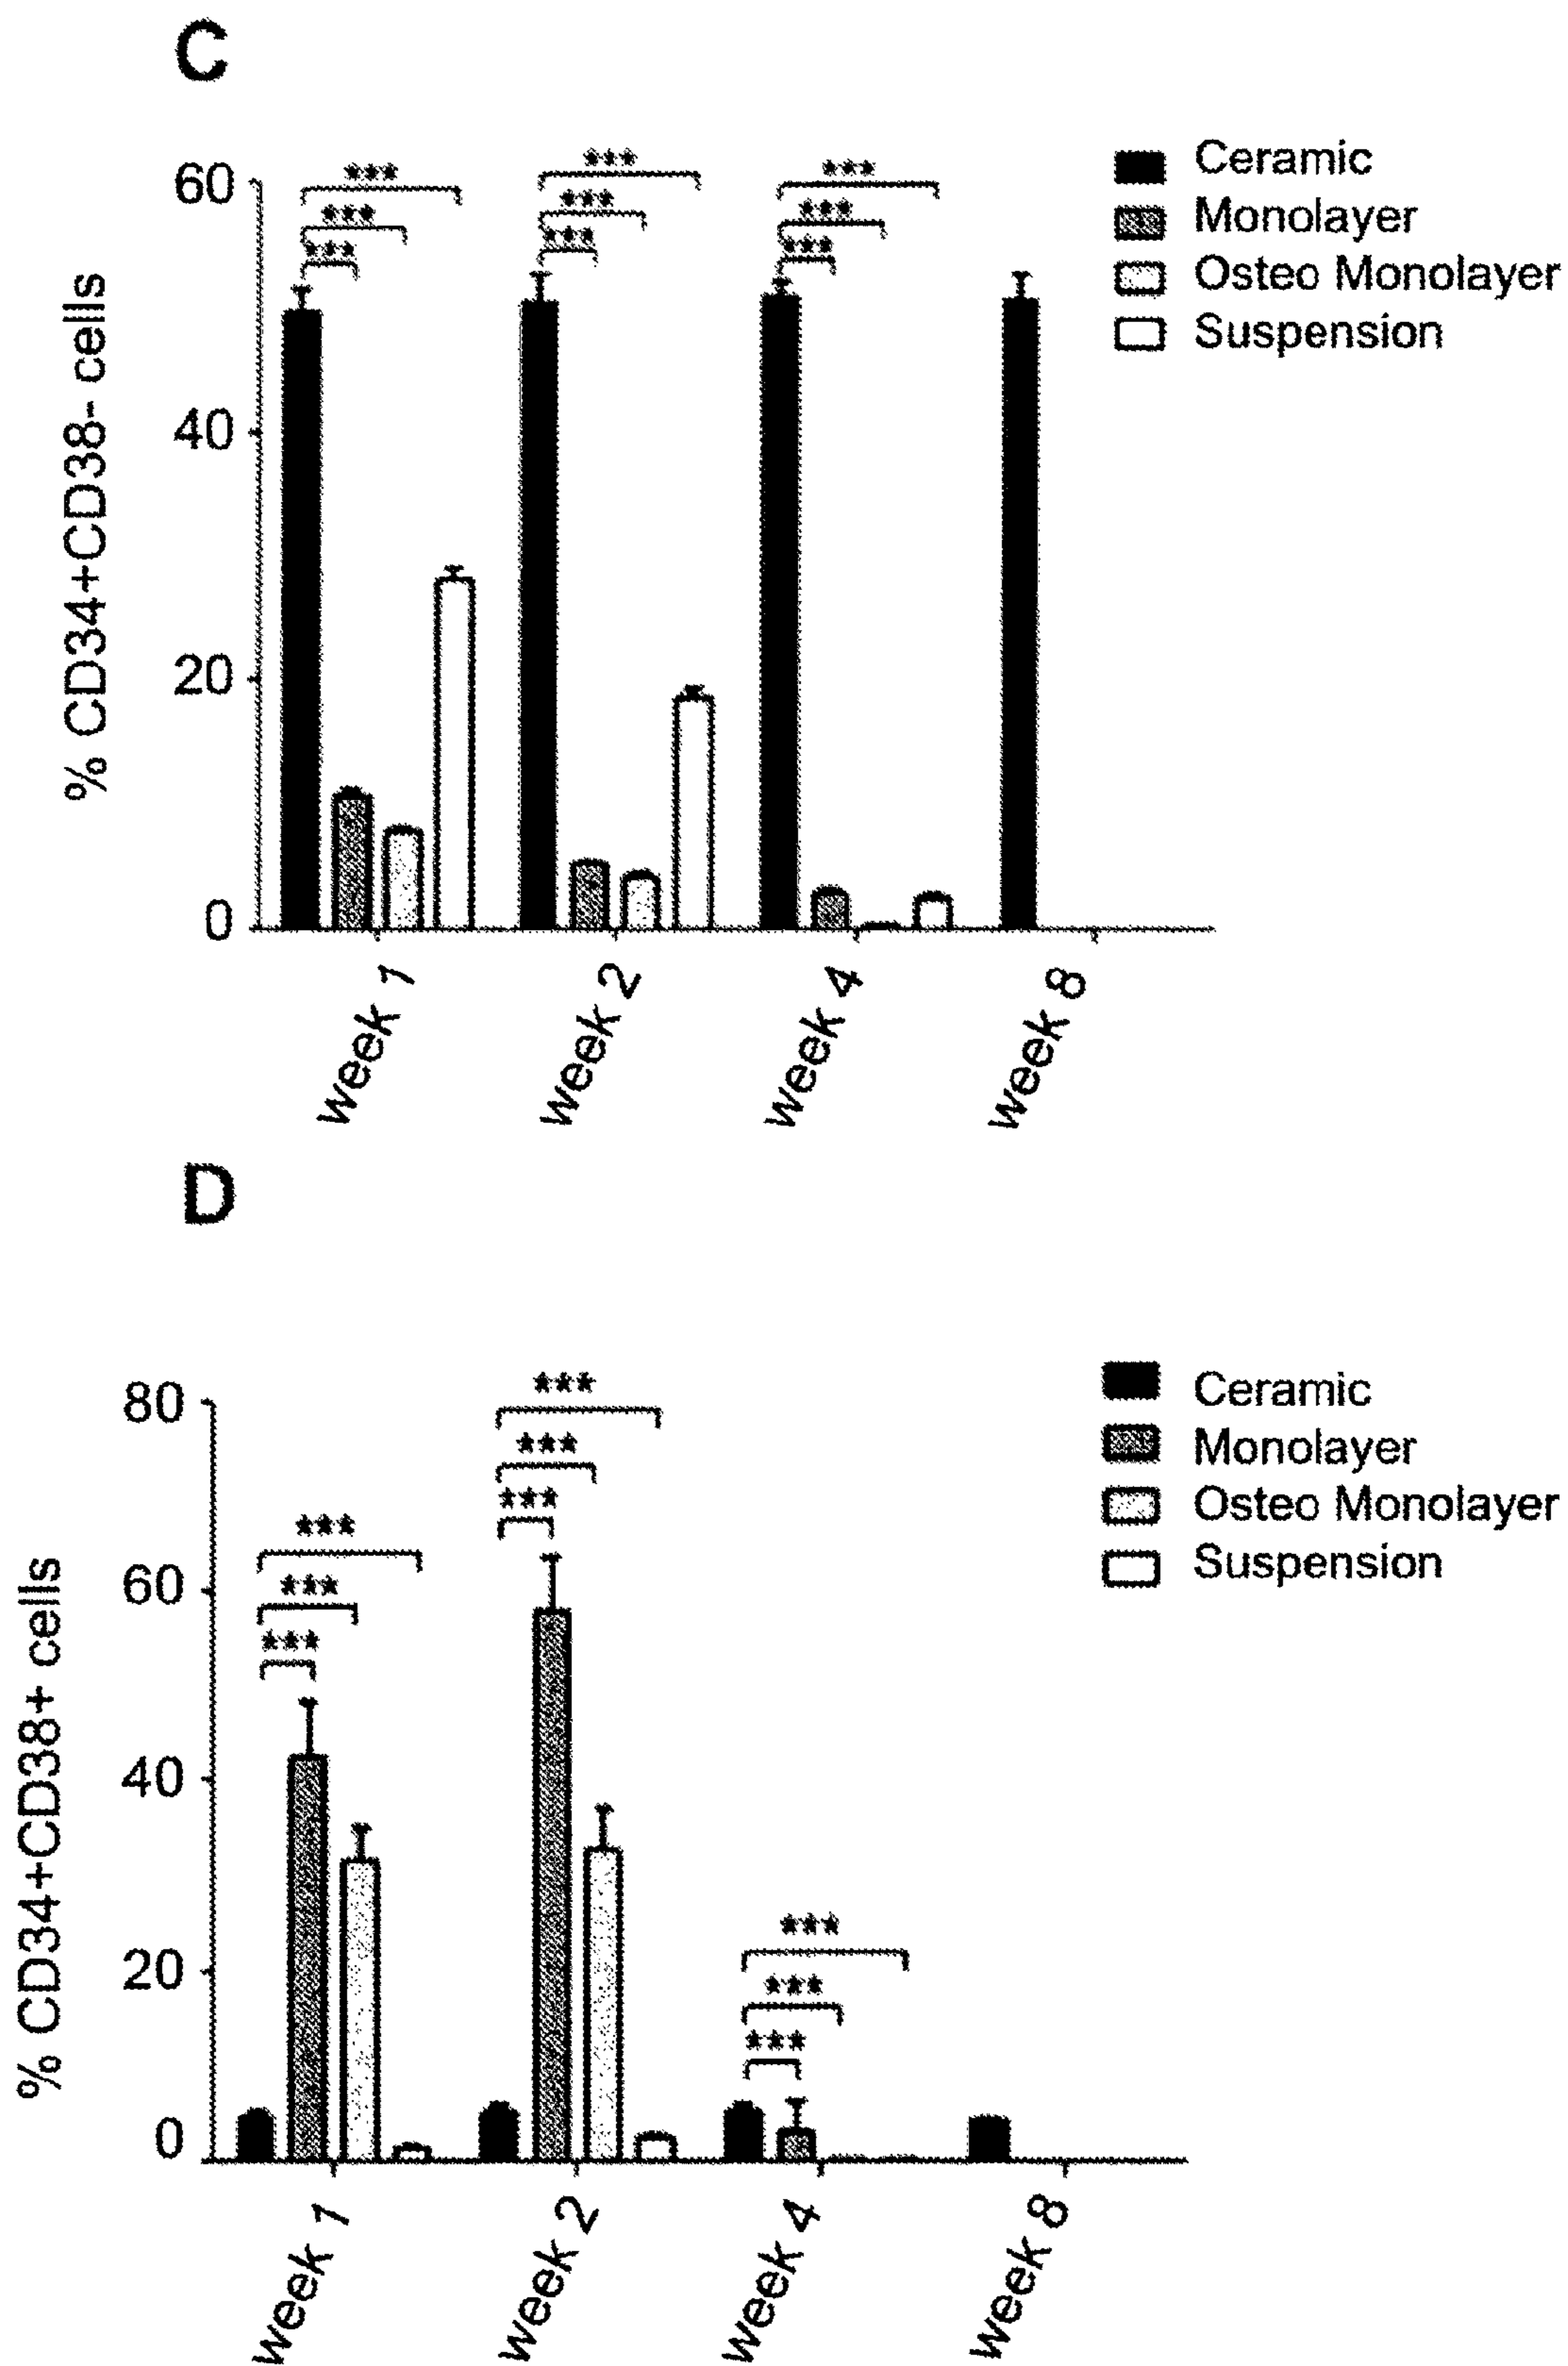 C
% CD34+CD38- cells
60
40
20
0
***
***
***
***
***
***
***
***
***
Ceramic
Monolayer
Osteo Monolayer
Suspension
week 1
week 2
week 4
week 8
D
% CD34+CD38+ cells
80
60
40
20
0
***
***
***
***
***
***
***
***
***
Ceramic
Monolayer
Osteo Monolayer
Suspension
week 1
week 2
week 4
week 8